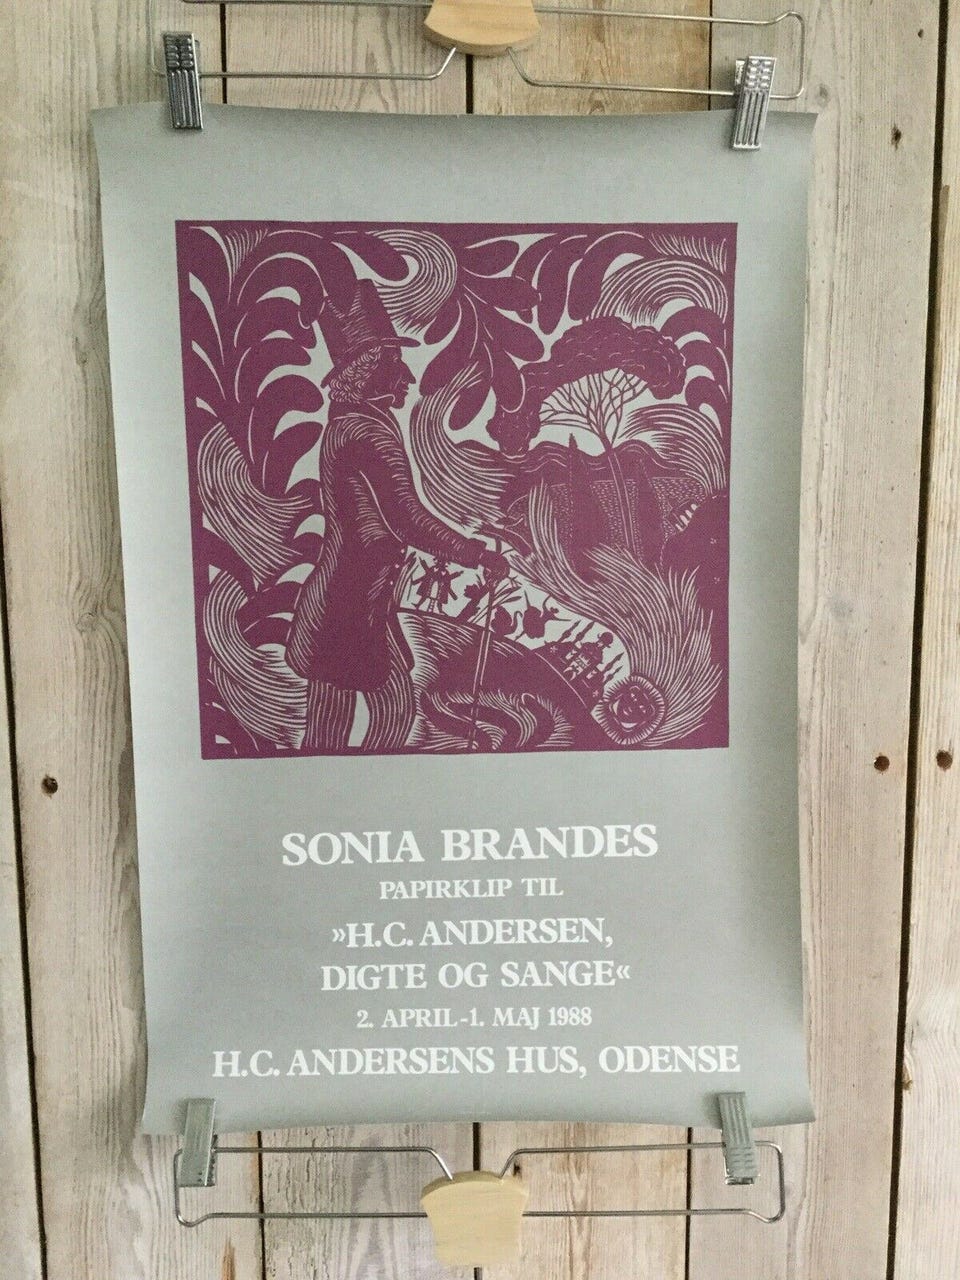 SONIA BRANDES
PAPIRKLIP TIL
»H.C. ANDERSEN,
DIGTE OG SANGE«
2. APRIL-1. MAJ 1988
H.C. ANDERSENS HUS, ODENSE